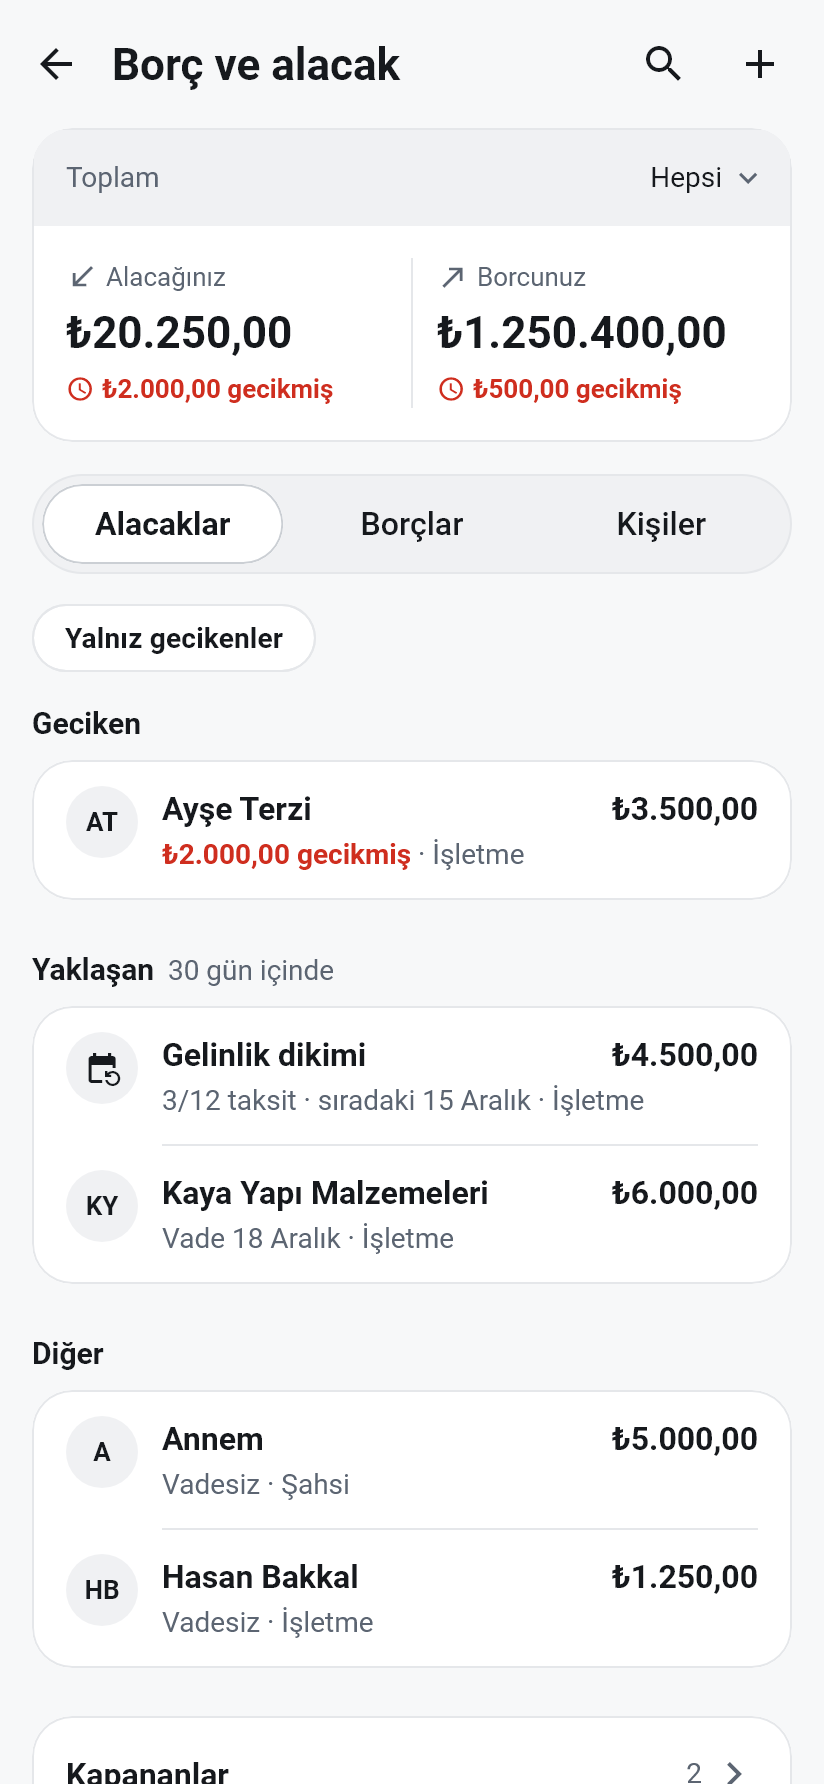 Borç ve alacak
Toplam
Hepsi
Alacağınız
Borcunuz
₺20.250,00
₺1.250.400,00
₺2.000,00 gecikmiş
₺500,00 gecikmiş
Alacaklar
Borçlar
Kişiler
Yalnız gecikenler
Geciken
AT
Ayşe Terzi
₺3.500,00
₺2.000,00 gecikmiş · İşletme
Yaklaşan 30 gün içinde
Gelinlik dikimi
₺4.500,00
3/12 taksit · sıradaki 15 Aralık · İşletme
KY
Kaya Yapı Malzemeleri
₺6.000,00
Vade 18 Aralık · İşletme
Diğer
A
Annem
₺5.000,00
Vadesiz · Şahsi
HB
Hasan Bakkal
₺1.250,00
Vadesiz · İşletme
Kapananlar
2